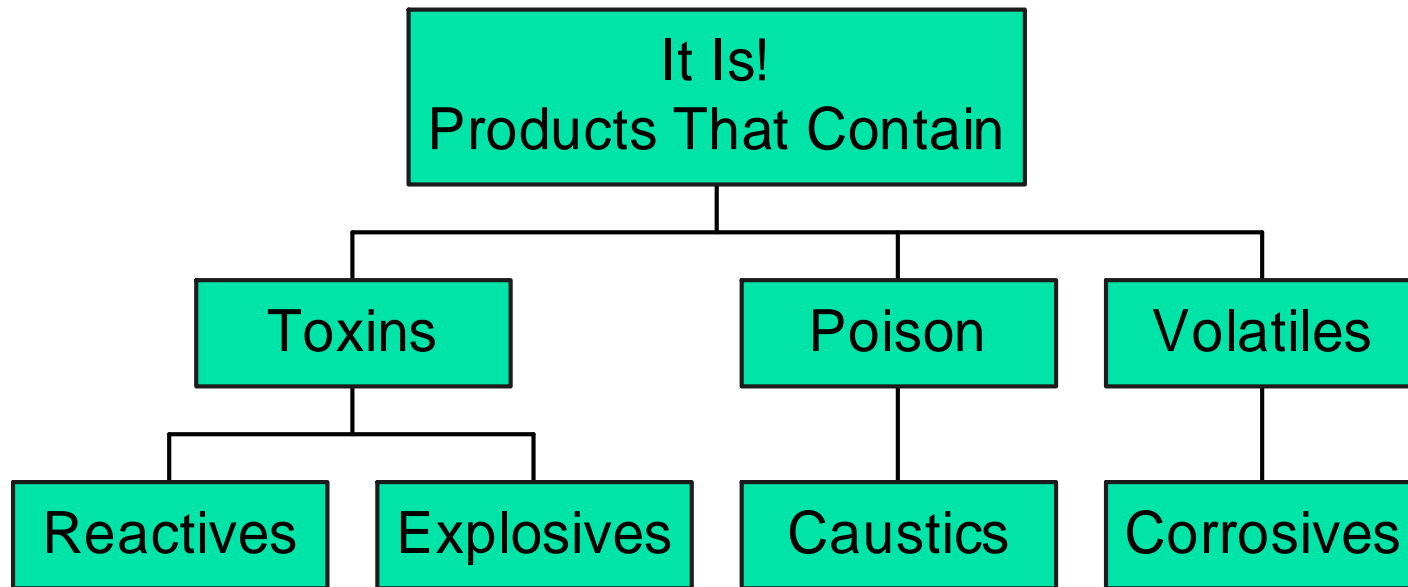 It Is!
Products That Contain
Toxins
Poison
Volatiles
Reactives
Explosives
Caustics
Corrosives